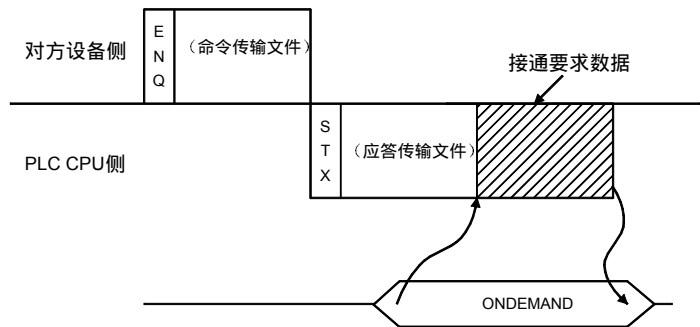 对方设备侧
E
N
Q
（命令传输文件）
接通要求数据
PLC CPU侧
S
T
X
（应答传输文件）
ONDEMAND